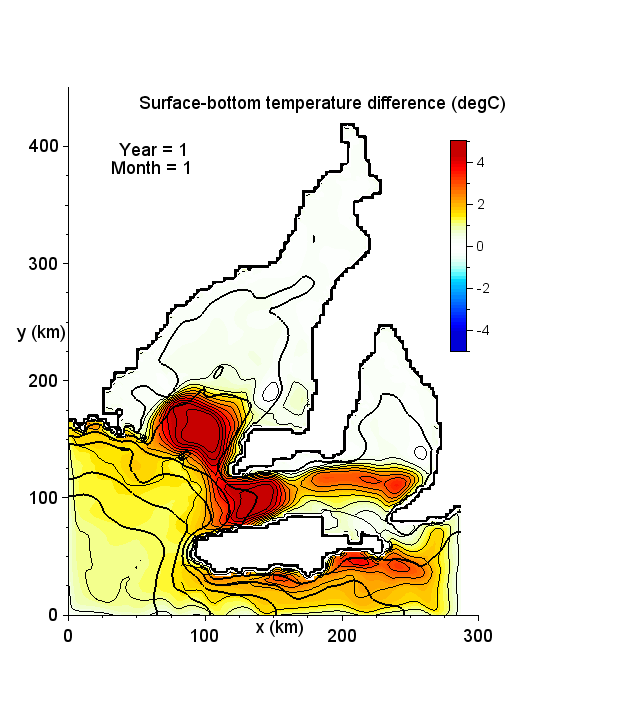 Surface-bottom temperature difference (degC)
Year = 1
Month = 1
400
300
y (km)
200
100
0
4
2
0
-2
-4
0
100
x (km)
200
300